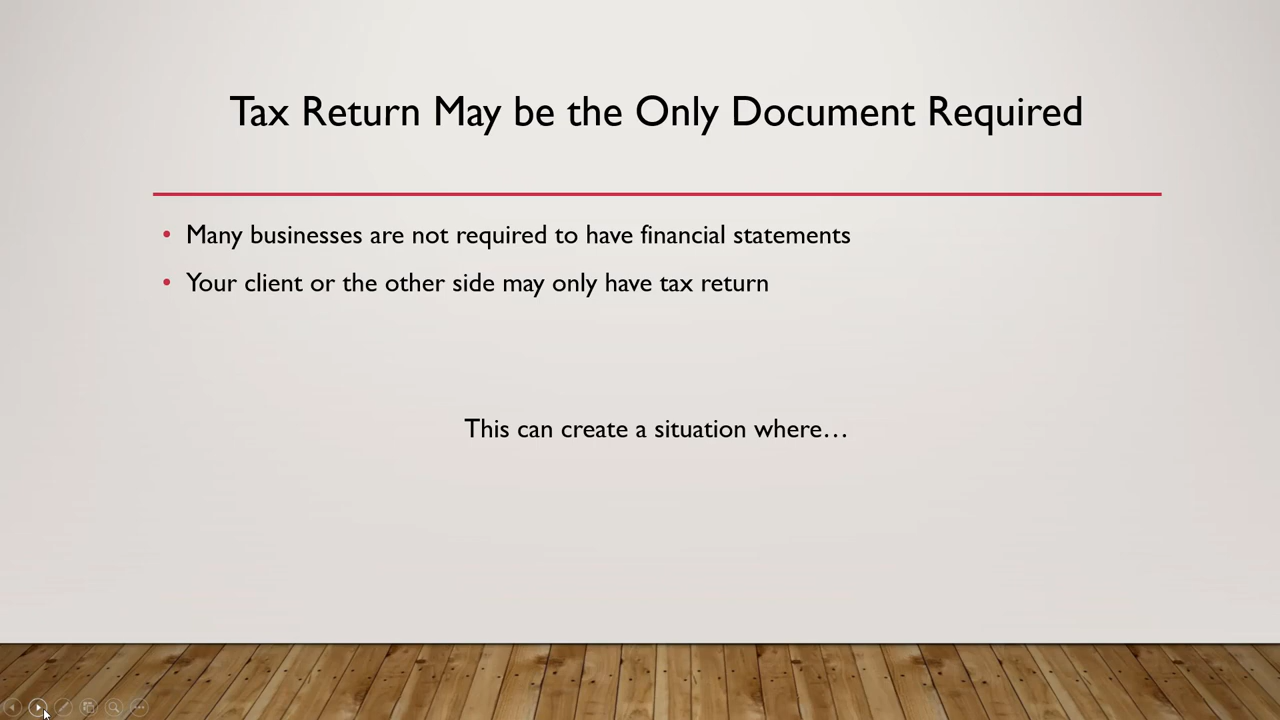 Tax Return May be the Only Document Required
• Many businesses are not required to have financial statements
• Your client or the other side may only have tax return
This can create a situation where…